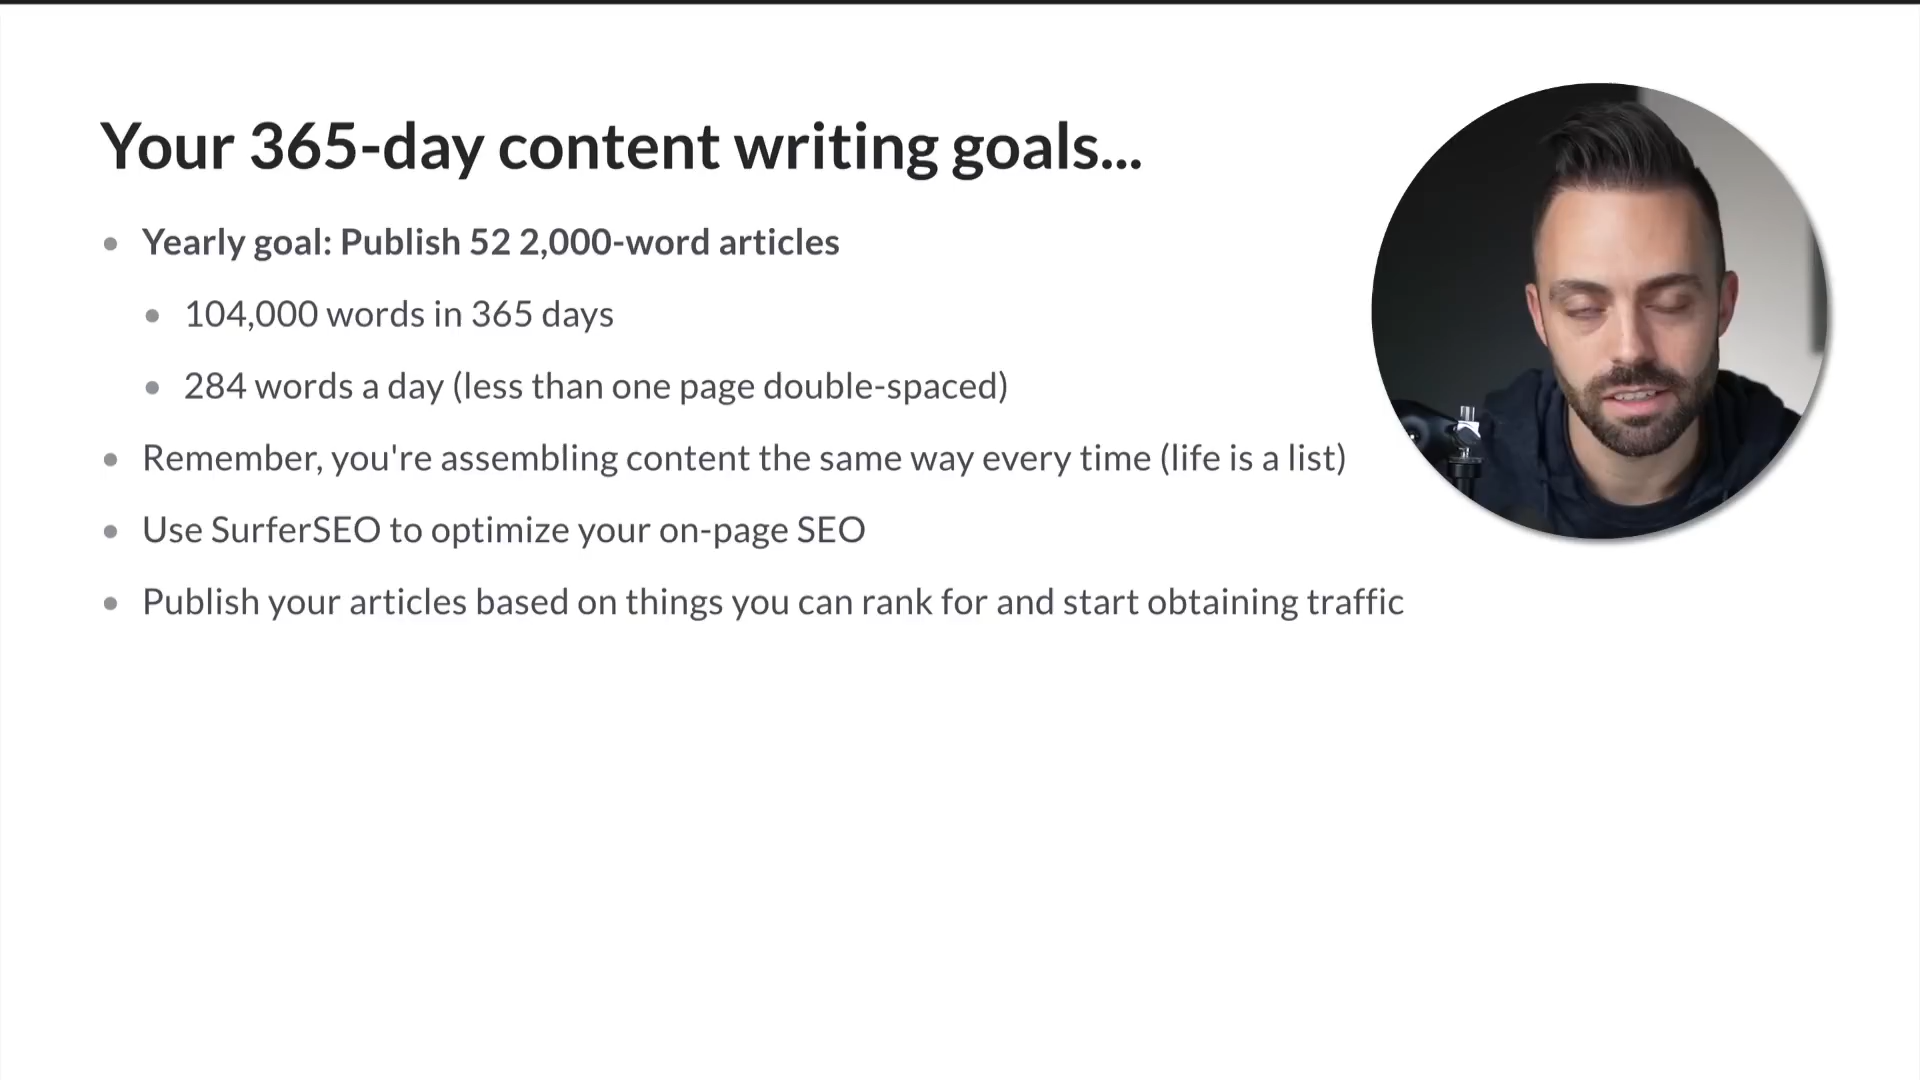 Your 365-day content writing goals...
Yearly goal: Publish 52 2,000-word articles
104,000 words in 365 days
284 words a day (less than one page double-spaced)
Remember, you're assembling content the same way every time (life is a list)
Use SurferSEO to optimize your on-page SEO
Publish your articles based on things you can rank for and start obtaining traffic